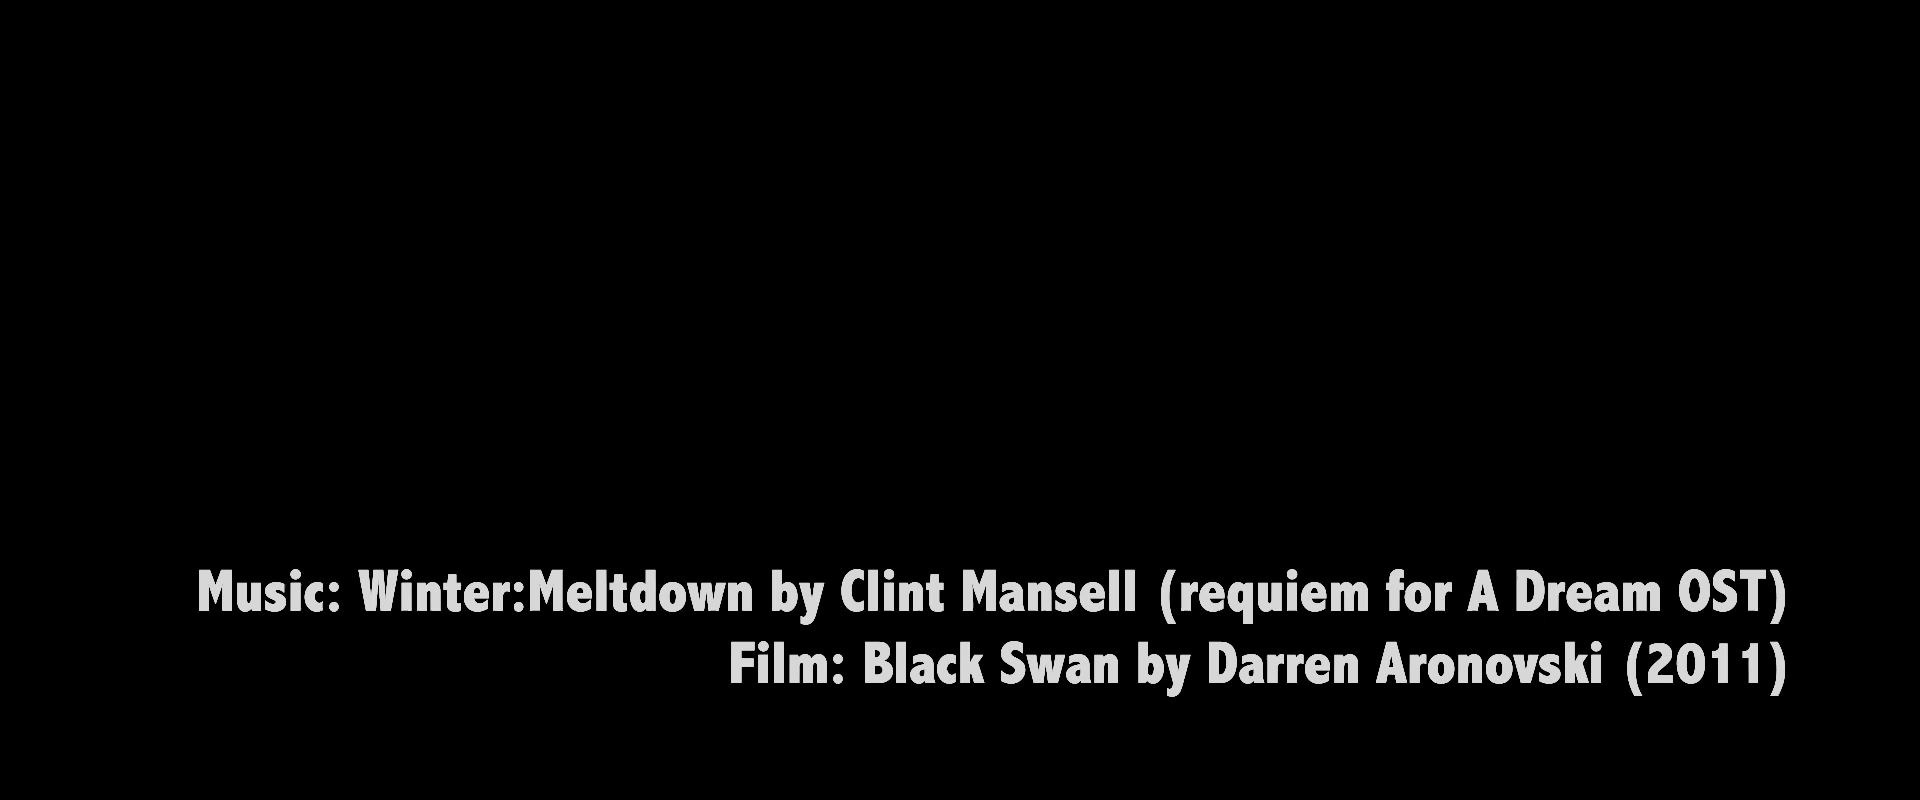 Music: Winter:Meltdown by Clint Mansell (requiem for A Dream OST)
Film: Black Swan by Darren Aronovski (2011)